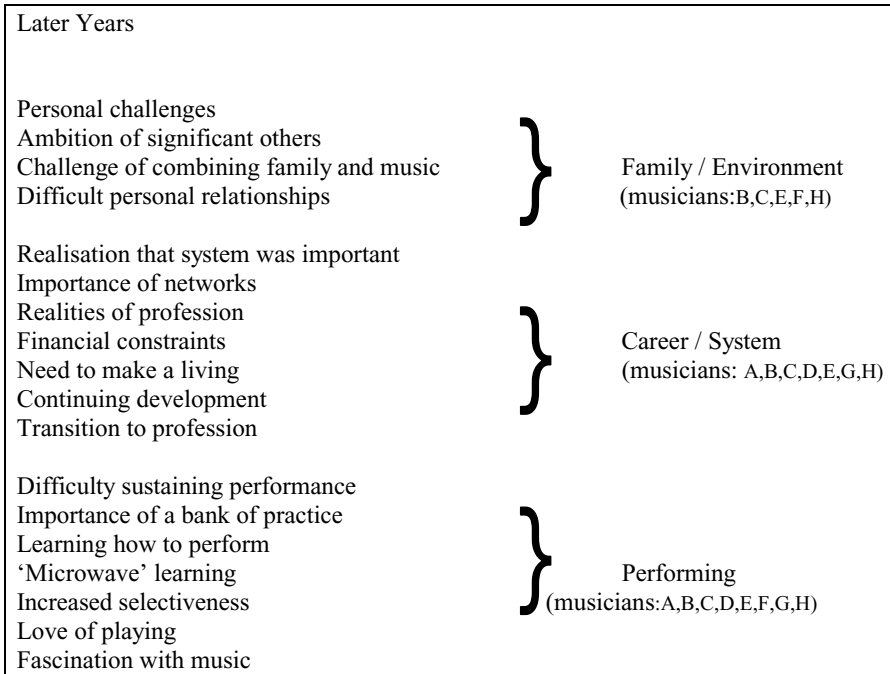 Later Years
Personal challenges
Ambition of significant others
Challenge of combining family and music
Difficult personal relationships
Family / Environment
(musicians:B,C,E,F,H)
Realisation that system was important
Importance of networks
Realities of profession
Financial constraints
Need to make a living
Continuing development
Transition to profession
Career / System
(musicians: A,B,C,D,E,G,H)
Difficulty sustaining performance
Importance of a bank of practice
Learning how to perform
‘Microwave’ learning
Increased selectiveness
Love of playing
Fascination with music
Performing
(musicians:A,B,C,D,E,F,G,H)